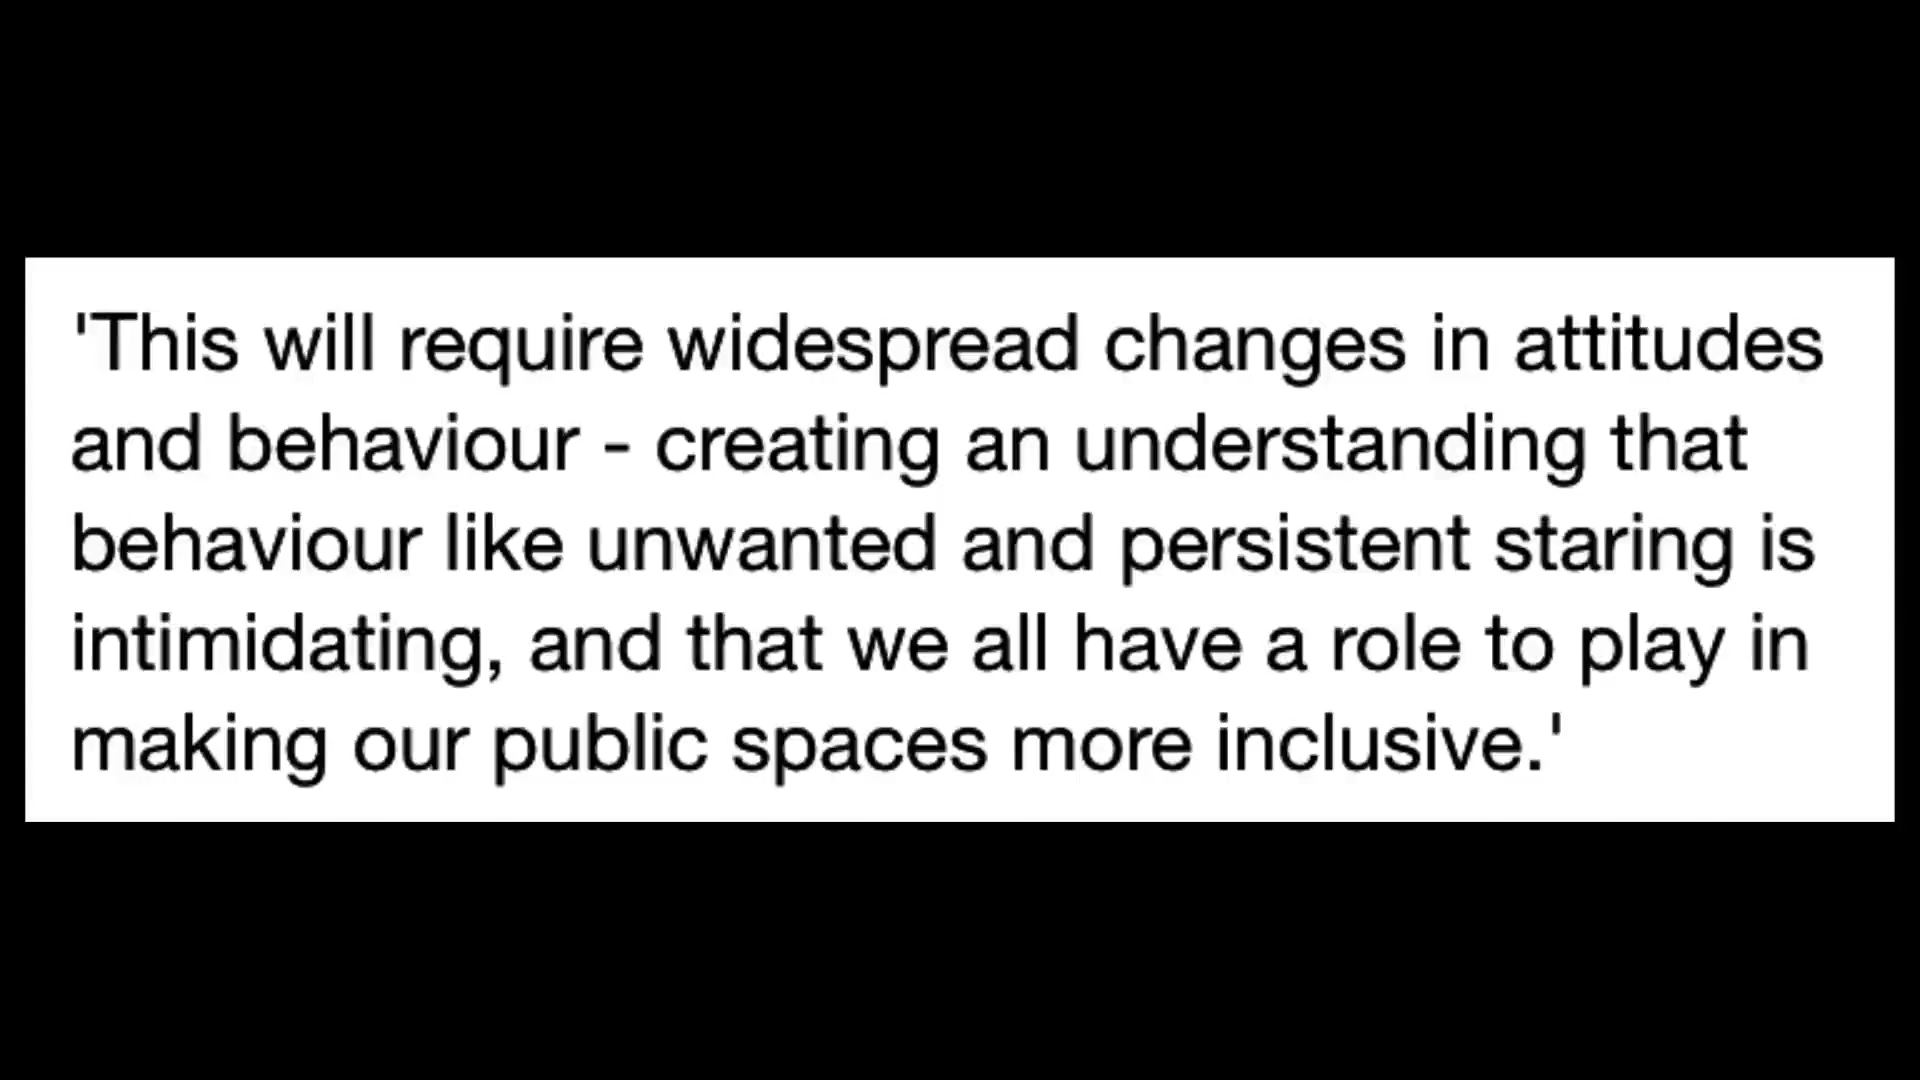 'This will require widespread changes in attitudes
and behaviour - creating an understanding that
behaviour like unwanted and persistent staring is
intimidating, and that we all have a role to play in
making our public spaces more inclusive.'